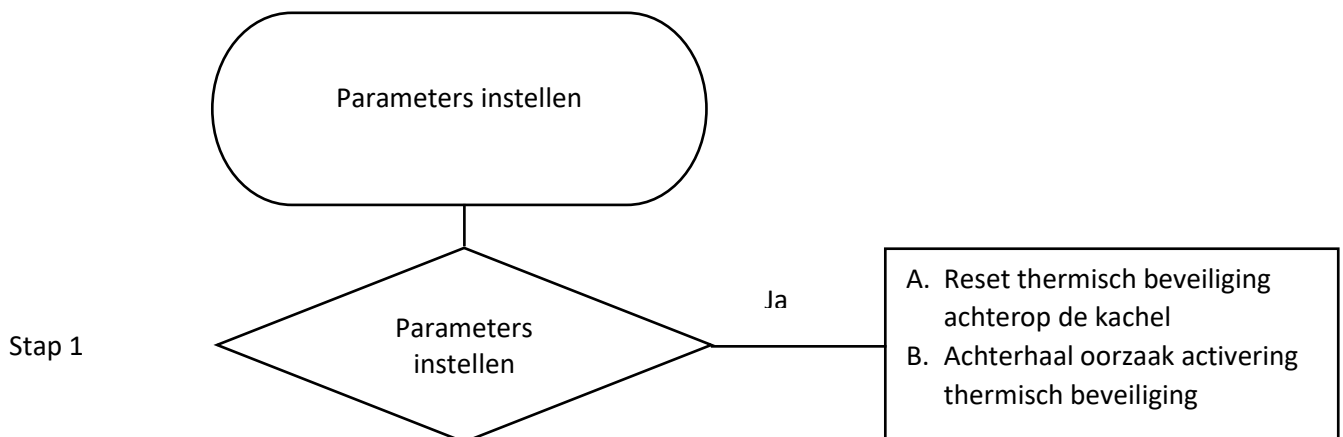 Parameters instellen
Ja
Stap 1
Parameters
instellen
A. Reset thermisch beveiliging
achterop de kachel
B. Achterhaal oorzaak activering
thermisch beveiliging